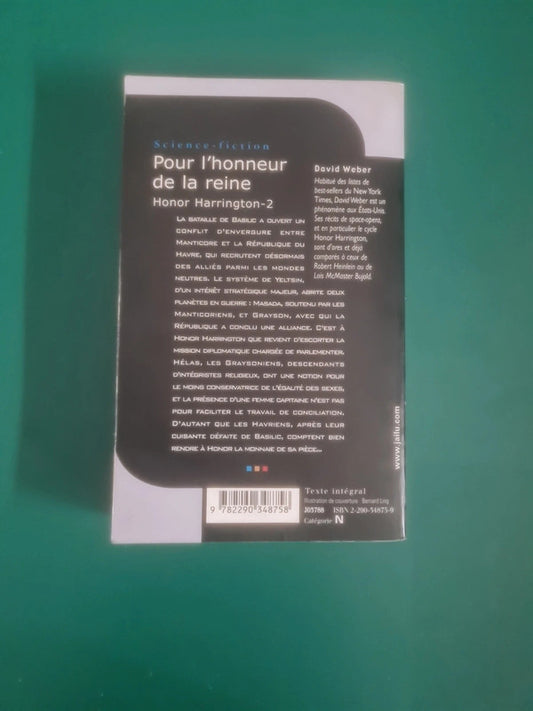 Science-fiction
Pour l'honneur
de la reine
Honor Harrington-2
La bataille de Basilic a ouvert un
conflit d'envergure entre
Manticore et la République du
Havre, qui recrutent désormais
des alliés parmi les mondes
neutres. Le système de Yeltsin,
d'un intérêt stratégique majeur, abrite deux
planètes en guerre : Masada, soutenu par les
Manticoriens, et Grayson, avec qui la
République a conclu une alliance. C'est à
Honor Harrington que revient d'escorter la
mission diplomatique chargée de parlementer.
Hélas, les Graysoniens, descendants
d'intégristes religieux, ont une notion pour
le moins conservatrice de l'égalité des sexes,
et la présence d'une femme capitaine n'est pas
pour faciliter le travail de conciliation.
D'autant que les Havriens, après leur
cuisante défaite de Basilic, comptent bien
rendre à Honor la monnaie de sa pièce...
David Weber
Habitué des listes de
best-sellers du New York
Times, David Weber est un
phénomène aux États-Unis.
Ses récits de space-opera,
et en particulier le cycle
Honor Harrington,
sont d'ores et déjà
comparés à ceux de
Robert Heinlein ou de
Lois McMaster Bujold.
www.jailu.com
9 782290 348758
Texte intégral
Illustration de couverture Bernard Ling
J05788 ISBN 2-290-34875-9
Catégorie N